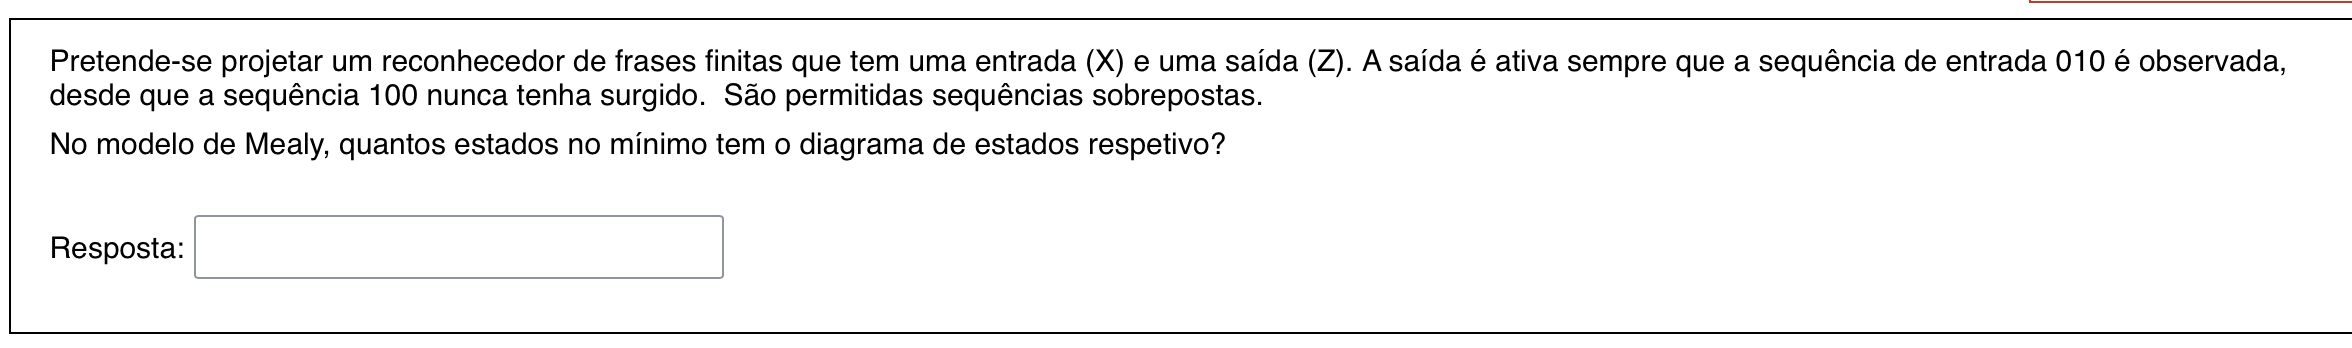 Pretende-se projetar um reconhecedor de frases finitas que tem uma entrada (X) e uma saída (Z). A saída é ativa sempre que a sequência de entrada 010 é observada,
desde que a sequência 100 nunca tenha surgido.  São permitidas sequências sobrepostas.
No modelo de Mealy, quantos estados no mínimo tem o diagrama de estados respetivo?
Resposta: